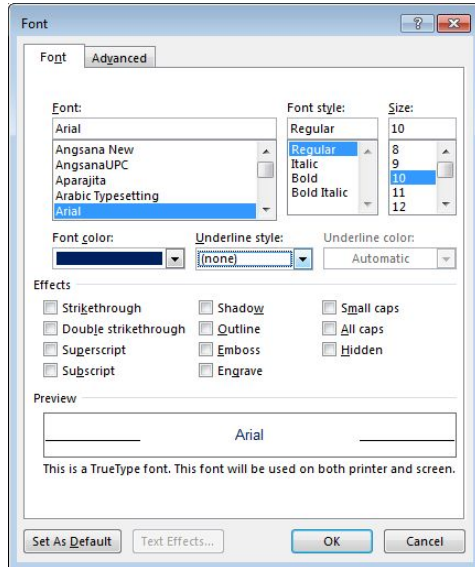 Font
Font Advanced
Font: Font style: Size:
Arial Regular 10
Angsana New Regular 8
AngsanaUPC Italic 9
Aparajita Bold 10
Arabic Typesetting Bold Italic 11
Arial 12
Font color: Underline style: Underline color:
(none) Automatic
Effects
Strikethrough Shadow Small caps
Double strikethrough Outline All caps
Superscript Emboss Hidden
Subscript Engrave
Preview
Arial
This is a TrueType font. This font will be used on both printer and screen.
Set As Default Text Effects... OK Cancel